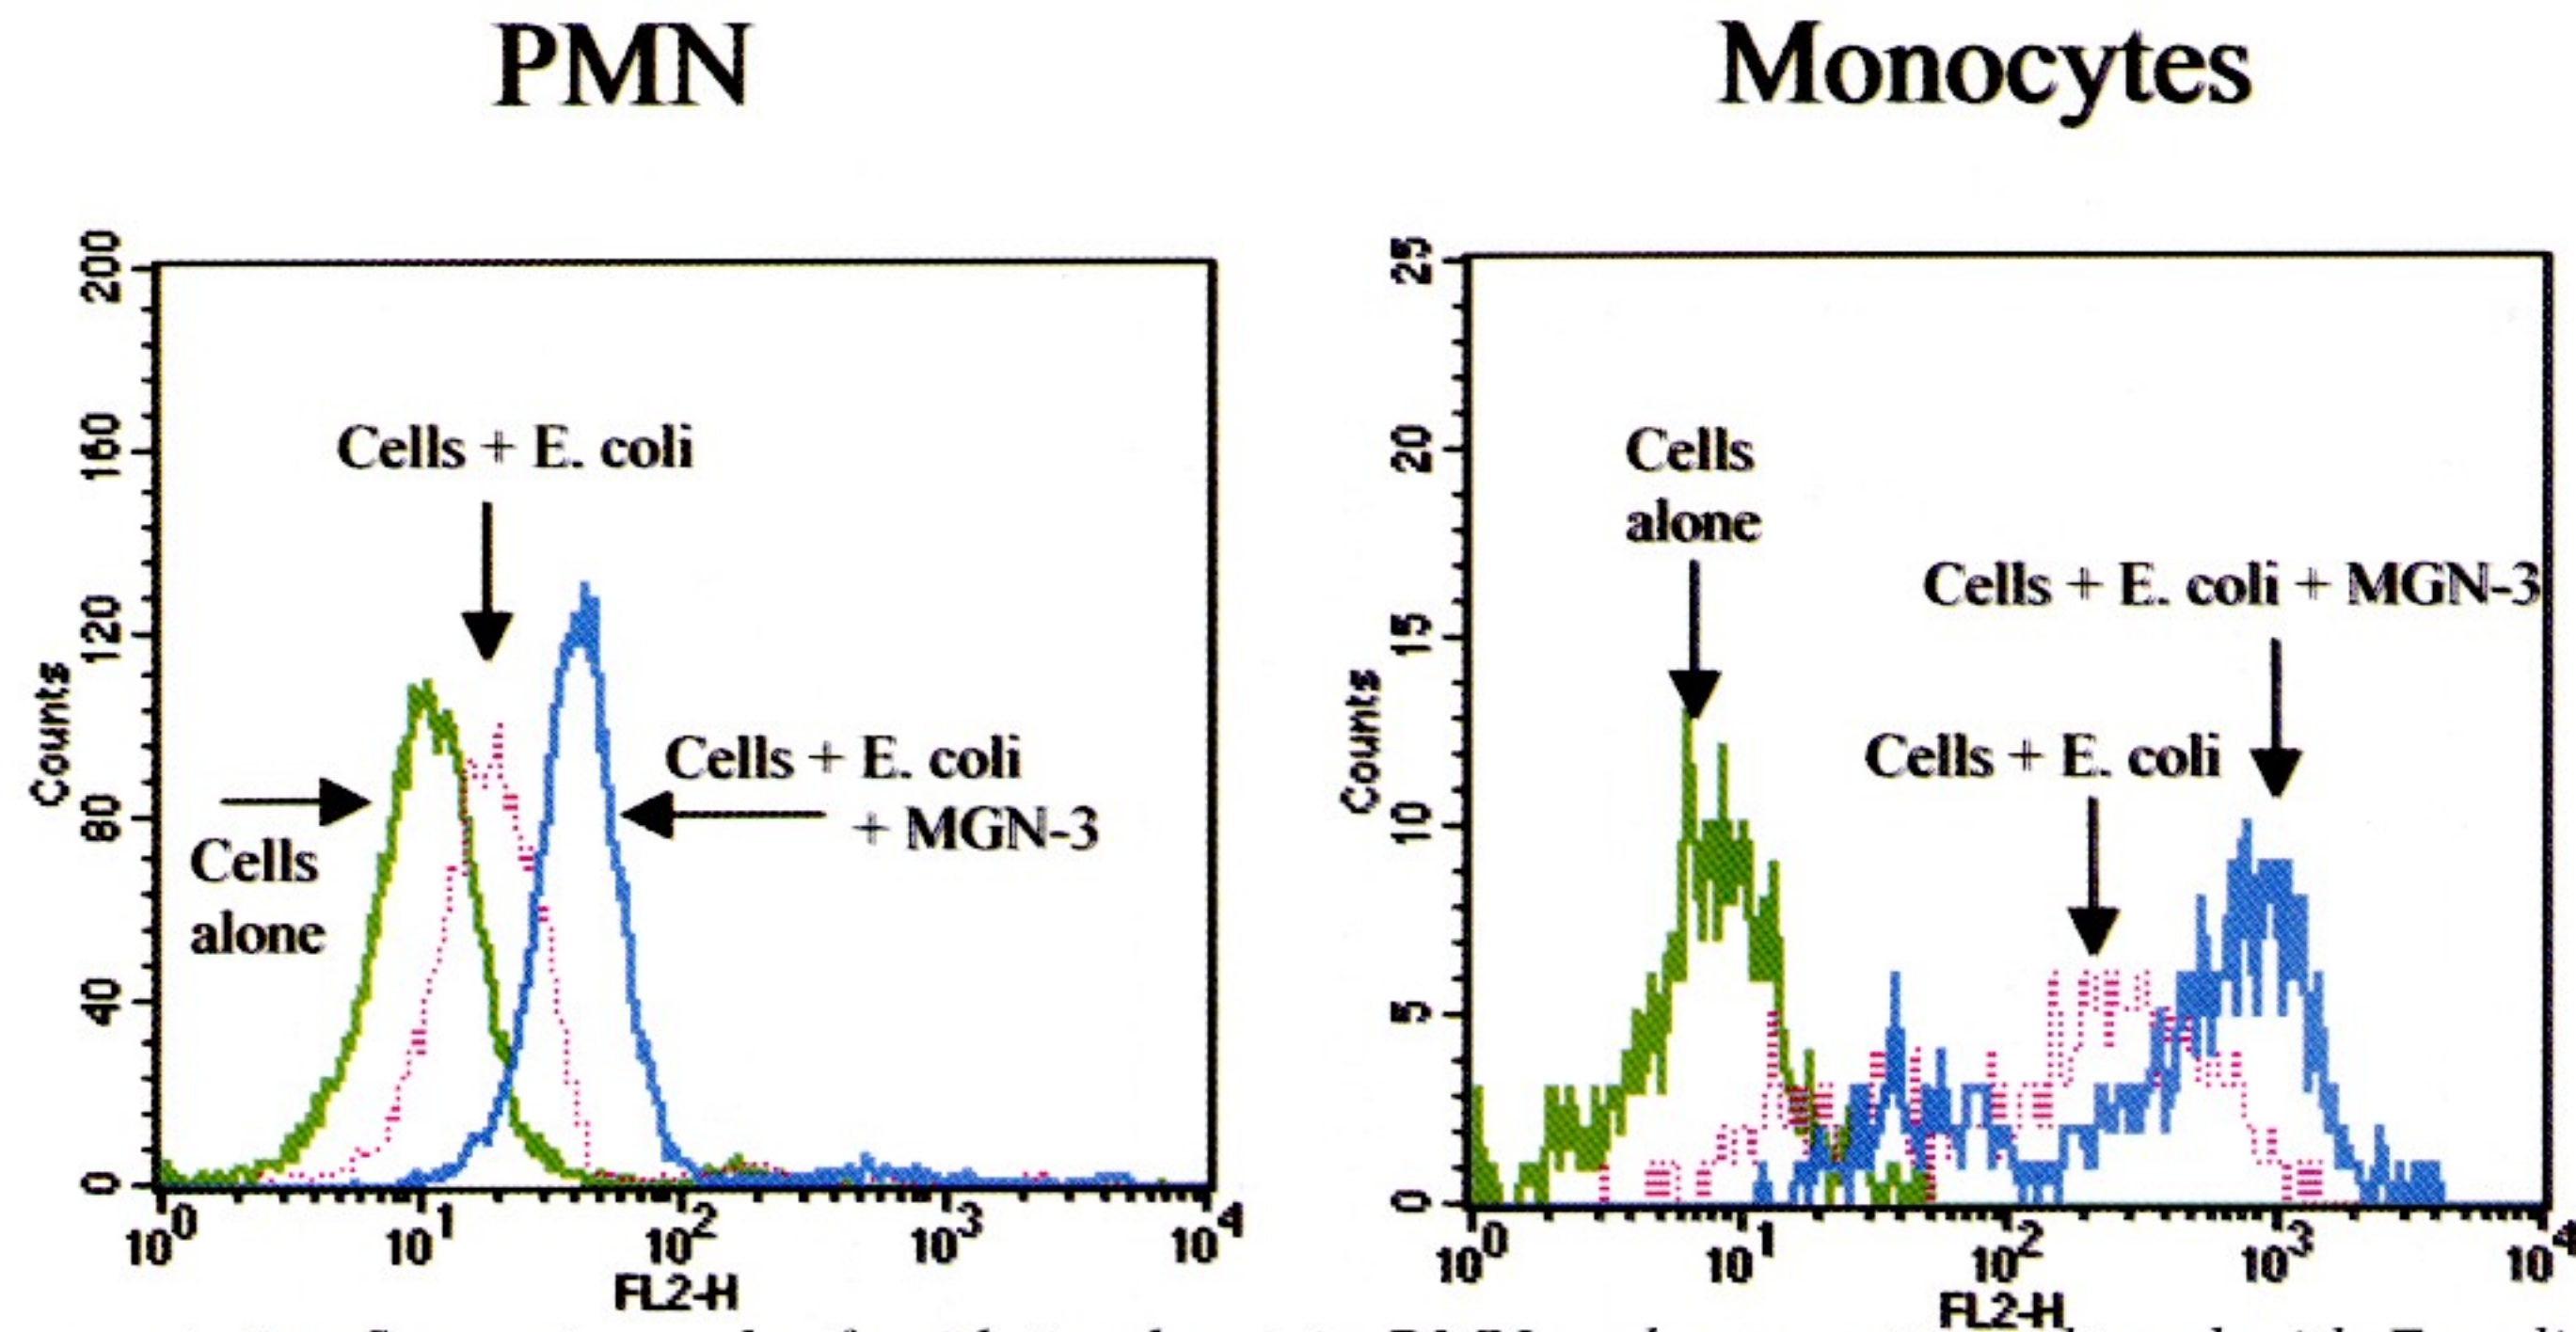 PMN
Monocytes
200
160
120
80
40
0
Counts
Cells + E. coli
Cells
alone
Cells + E. coli
+ MGN-3
10^0
10^1
10^2
10^3
10^4
FL2-H
25
20
15
10
5
0
Counts
Cells
alone
Cells + E. coli + MGN-3
Cells + E. coli
10^0
10^1
10^2
10^3
10^4
FL2-H